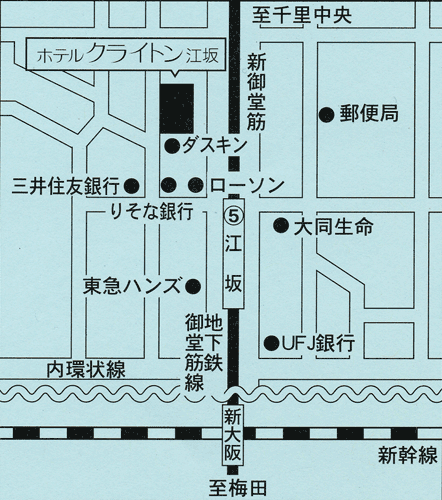 至千里中央
ホテル クライトン 江坂
新御堂筋
郵便局
ダスキン
三井住友銀行
ローソン
りそな銀行
⑤江坂
大同生命
東急ハンズ
地下鉄
御堂筋線
UFJ銀行
内環状線
新大阪
新幹線
至梅田